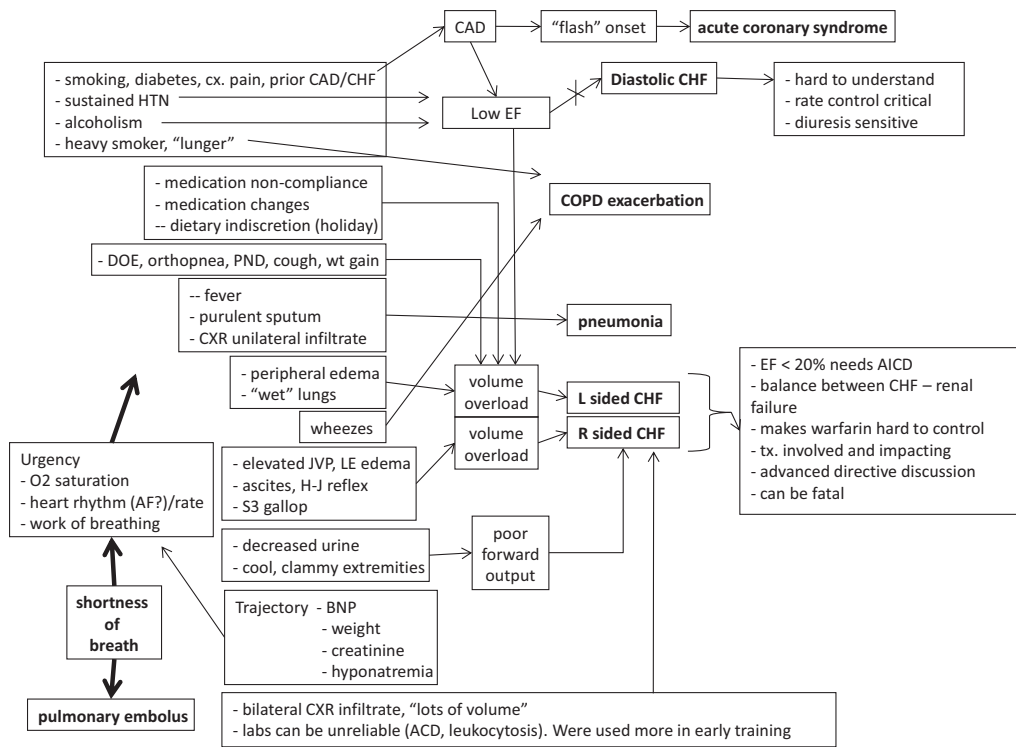 CAD
“flash” onset
acute coronary syndrome
- smoking, diabetes, cx. pain, prior CAD/CHF
- sustained HTN
- alcoholism
- heavy smoker, “lunger”
Low EF
Diastolic CHF
- hard to understand
- rate control critical
- diuresis sensitive
- medication non-compliance
- medication changes
-- dietary indiscretion (holiday)
COPD exacerbation
- DOE, orthopnea, PND, cough, wt gain
-- fever
- purulent sputum
- CXR unilateral infiltrate
pneumonia
- peripheral edema
- “wet” lungs
volume
overload
L sided CHF
- EF < 20% needs AICD
- balance between CHF – renal
failure
- makes warfarin hard to control
- tx. involved and impacting
- advanced directive discussion
- can be fatal
wheezes
volume
overload
R sided CHF
Urgency
- O2 saturation
- heart rhythm (AF?)/rate
- work of breathing
- elevated JVP, LE edema
- ascites, H-J reflex
- S3 gallop
- decreased urine
- cool, clammy extremities
poor
forward
output
shortness
of
breath
Trajectory - BNP
- weight
- creatinine
- hyponatremia
pulmonary embolus
- bilateral CXR infiltrate, “lots of volume”
- labs can be unreliable (ACD, leukocytosis). Were used more in early training